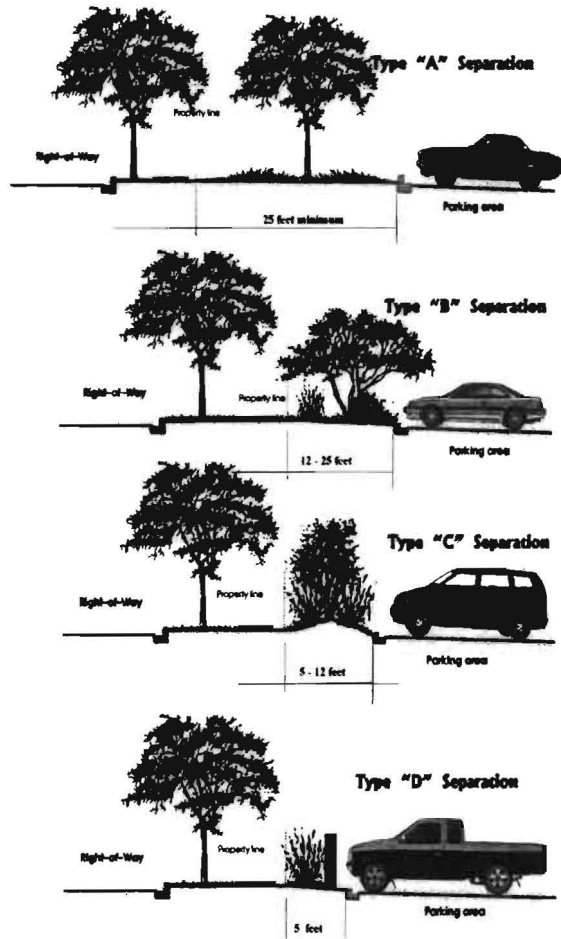 Type "A" Separation
Property line
Right-of-Way
Parking area
25 feet minimum
Type "B" Separation
Right-of-Way
Property line
Parking area
12 - 25 feet
Type "C" Separation
Right-of-Way
Property line
Parking area
5 - 12 feet
Type "D" Separation
Right-of-Way
Property line
Parking area
5 feet